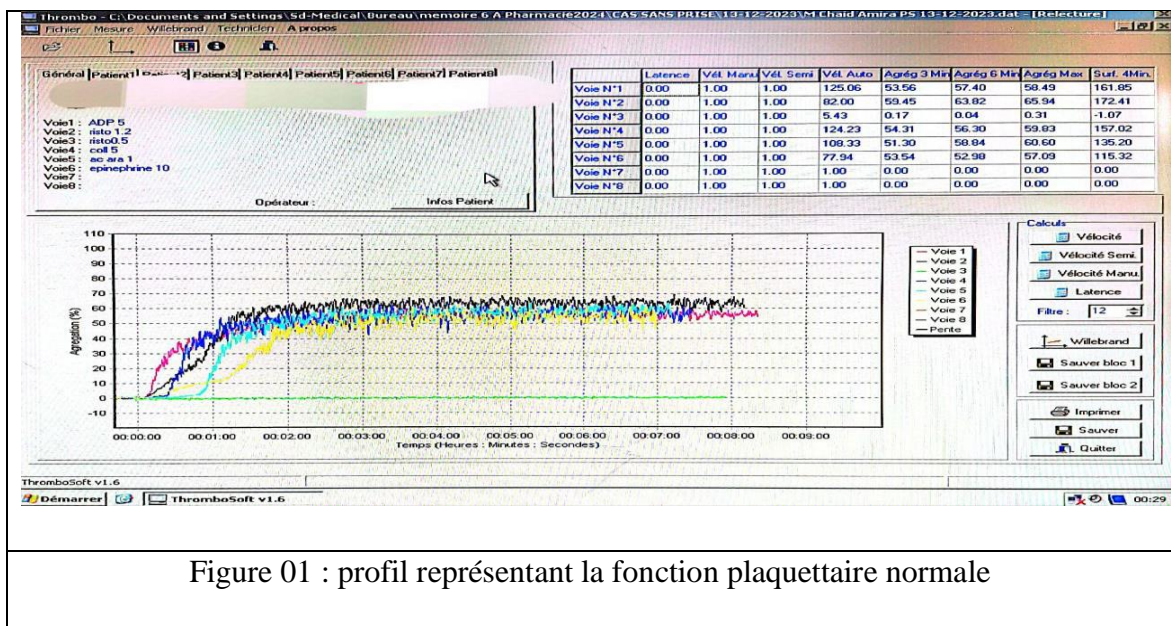 Thrombo - C:\Documents and Settings\Sd-Medical\Bureau\memoire 6 A Pharmacie2024\CAS SANS PRISE\13-12-2023\M Chaid Amira PS 13-12-2023.dat - [Relecture]
Fichier Mesure Willebrand Technicien A propos
Général Patient1 Patient3 Patient4 Patient5 Patient6 Patient7 Patient8
Voie1 : ADP 5
Voie2 : risto 1.2
Voie3 : risto0.5
Voie4 : coll 5
Voie5 : ac ara 1
Voie6 : epinephrine 10
Voie7 :
Voie8 :
Opérateur : Infos Patient
Latence Vél. Manu Vél. Semi Vél. Auto Agrég 3 Min Agrég 6 Min Agrég Max Surf. 4Min.
Voie N°1 0.00 1.00 1.00 125.06 53.56 57.40 58.49 161.85
Voie N°2 0.00 1.00 1.00 82.00 59.45 63.82 65.94 172.41
Voie N°3 0.00 1.00 1.00 5.43 0.17 0.04 0.31 -1.07
Voie N°4 0.00 1.00 1.00 124.23 54.31 56.30 59.83 157.02
Voie N°5 0.00 1.00 1.00 108.33 51.30 58.84 60.60 135.20
Voie N°6 0.00 1.00 1.00 77.94 53.54 52.98 57.09 115.32
Voie N°7 0.00 1.00 1.00 1.00 0.00 0.00 0.00 0.00
Voie N°8 0.00 1.00 1.00 1.00 0.00 0.00 0.00 0.00
Agrégation (%)
110
100
90
80
70
60
50
40
30
20
10
0
-10
00:00:00 00:01:00 00:02:00 00:03:00 00:04:00 00:05:00 00:06:00 00:07:00 00:08:00 00:09:00
Temps (Heures : Minutes : Secondes)
Voie 1
Voie 2
Voie 3
Voie 4
Voie 5
Voie 6
Voie 7
Voie 8
Pente
Calculs
Vélocité
Vélocité Semi.
Vélocité Manu.
Latence
Filtre : 12
Willebrand
Sauver bloc 1
Sauver bloc 2
Imprimer
Sauver
Quitter
ThromboSoft v1.6
Démarrer ThromboSoft v1.6 00:29
Figure 01 : profil représentant la fonction plaquettaire normale